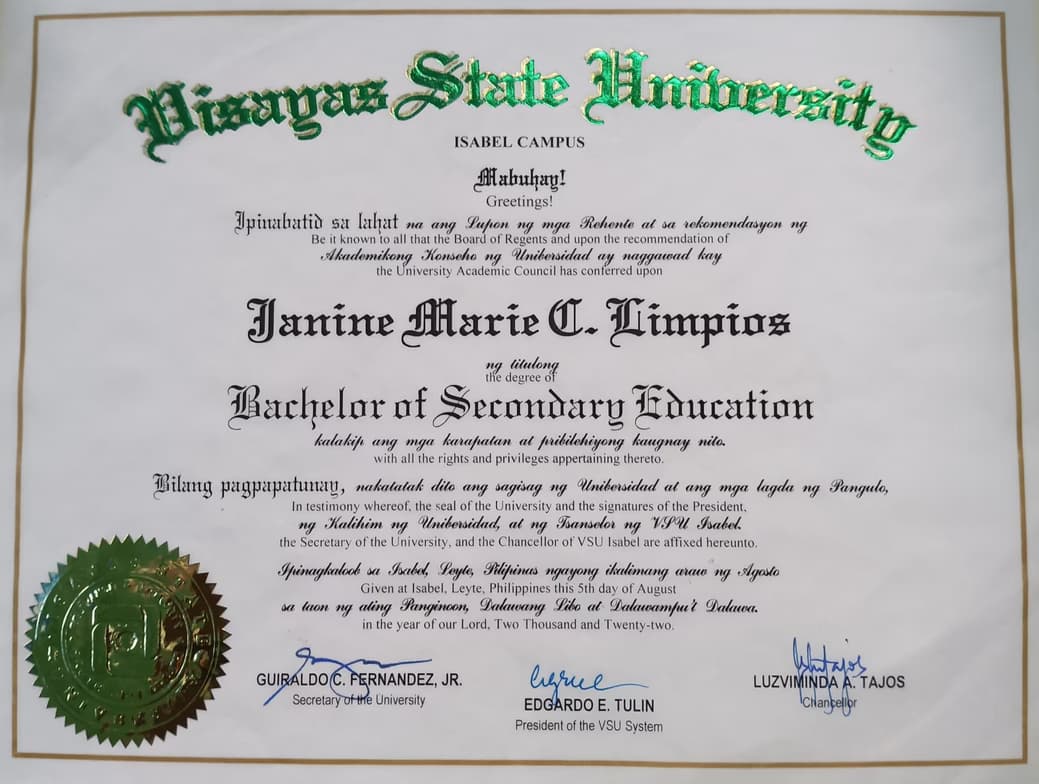 Visayas State University
ISABEL CAMPUS
Mabuhay!
Greetings!
Ipinabatid sa lahat na ang Lupon ng mga Rehente at sa rekomendasyon ng
Be it known to all that the Board of Regents and upon the recommendation of
Akademikong Konseho ng Unibersidad ay naggawad kay
the University Academic Council has conferred upon
Janine Marie C. Limpios
ng titulong
the degree of
Bachelor of Secondary Education
kalakip ang mga karapatan at pribilehiyong kaugnay nito.
with all the rights and privileges appertaining thereto.
Bilang pagpapatunay, nakatatak dito ang sagisag ng Unibersidad at ang mga lagda ng Pangulo,
In testimony whereof, the seal of the University and the signatures of the President,
ng Kalihim ng Unibersidad, at ng Tsanselor ng VSU Isabel.
the Secretary of the University, and the Chancellor of VSU Isabel are affixed hereunto.
Ipinagkaloob sa Isabel, Leyte, Pilipinas ngayong ikalimang araw ng Agosto
Given at Isabel, Leyte, Philippines this 5th day of August
sa taon ng ating Panginoon, Dalawang Libo at Dalawampu't Dalawa.
in the year of our Lord, Two Thousand and Twenty-two.
GUIRALDO C. FERNANDEZ, JR.
Secretary of the University
EDGARDO E. TULIN
President of the VSU System
LUZVIMINDA A. TAJOS
Chancellor